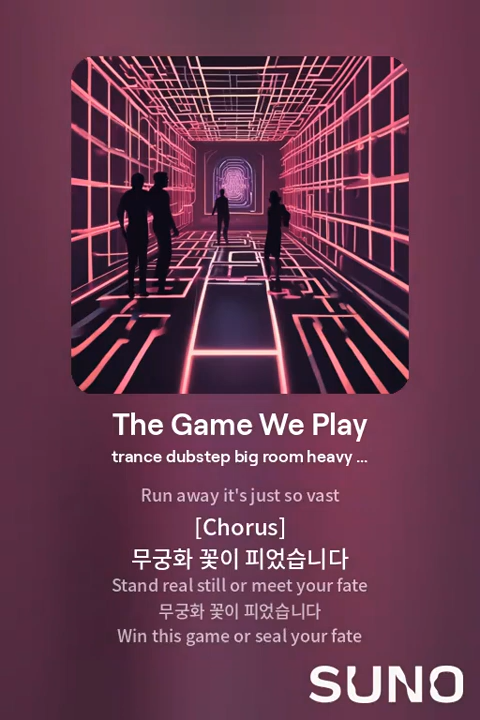 The Game We Play
trance dubstep big room heavy ...
Run away it's just so vast
[Chorus]
무궁화 꽃이 피었습니다
Stand real still or meet your fate
무궁화 꽃이 피었습니다
Win this game or seal your fate
SUNO